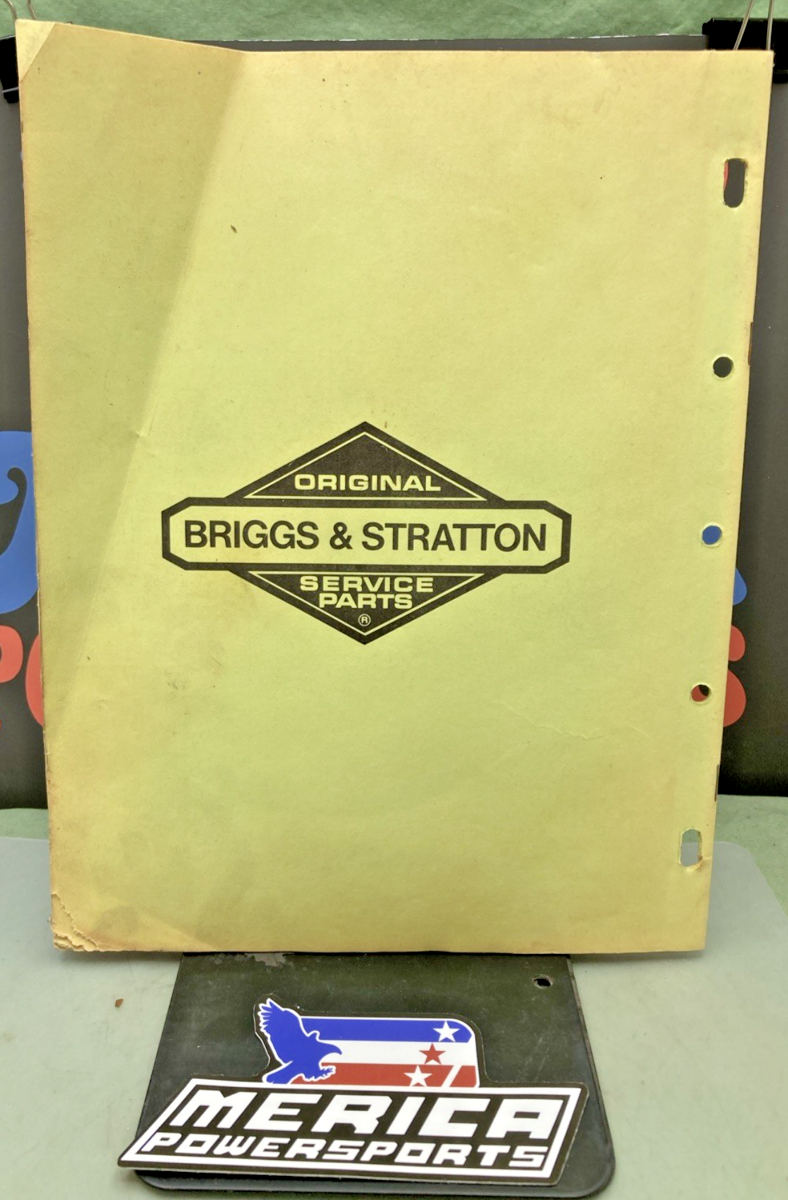 ORIGINAL
BRIGGS & STRATTON
SERVICE
PARTS
®
MERICA
POWERSPORTS